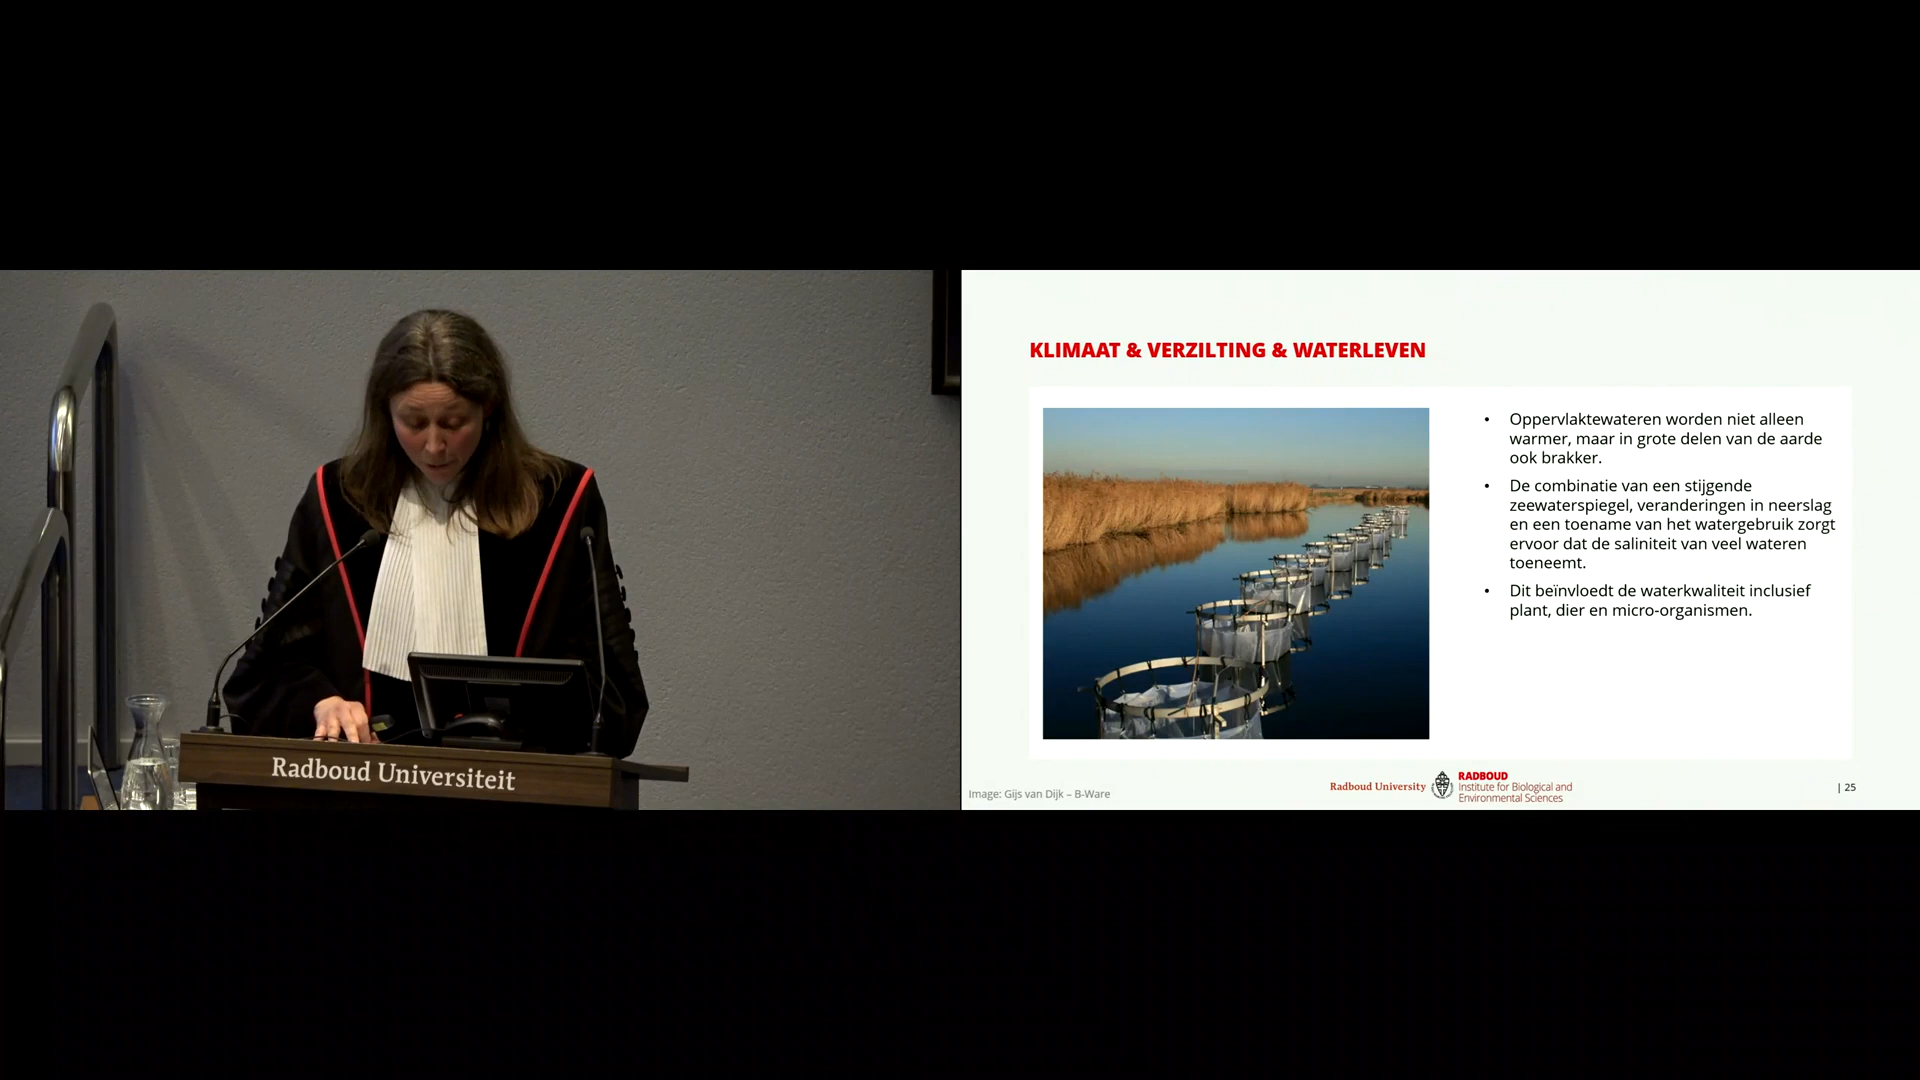 Radboud Universiteit
KLIMAAT & VERZILTING & WATERLEVEN
• Oppervlaktewateren worden niet alleen
warmer, maar in grote delen van de aarde
ook brakker.
• De combinatie van een stijgende
zeewaterspiegel, veranderingen in neerslag
en een toename van het watergebruik zorgt
ervoor dat de saliniteit van veel wateren
toeneemt.
• Dit beïnvloedt de waterkwaliteit inclusief
plant, dier en micro-organismen.
Image: Gijs van Dijk – B-Ware
Radboud University
RADBOUD
Institute for Biological and
Environmental Sciences
| 25